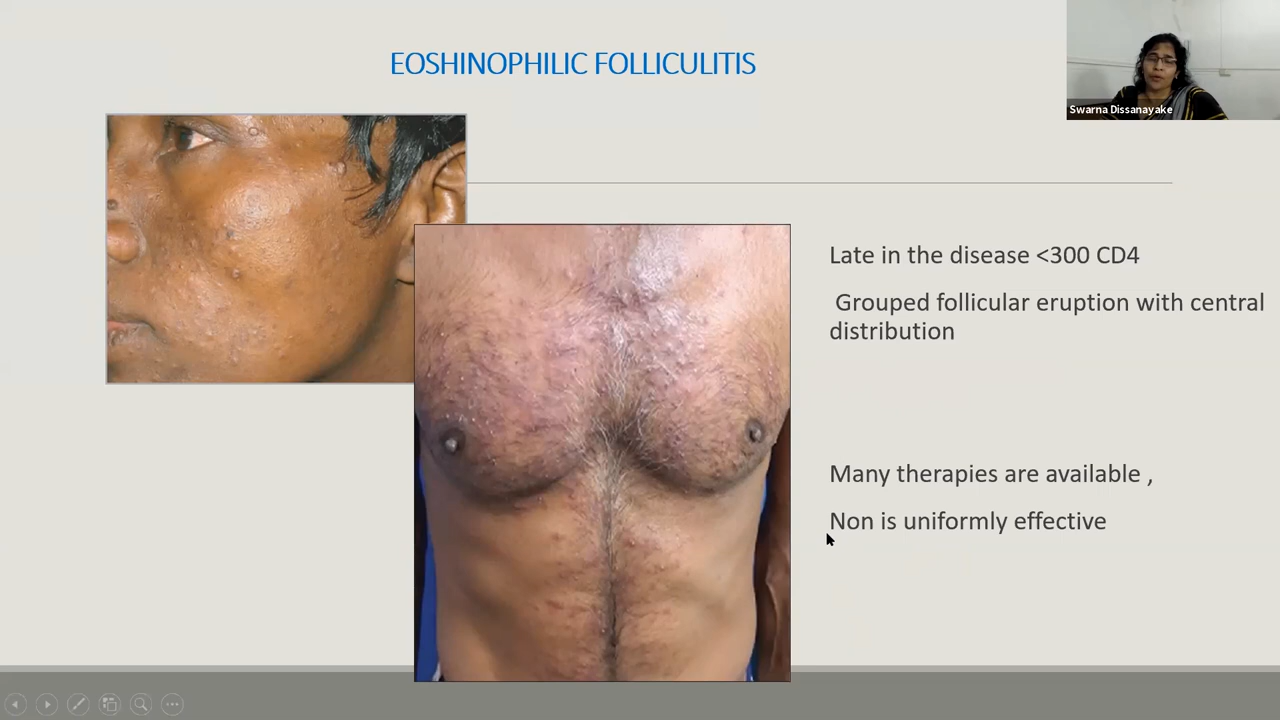 EOSHINOPHILIC FOLLICULITIS
Swarna Dissanayake
Late in the disease <300 CD4
Grouped follicular eruption with central
distribution
Many therapies are available ,
Non is uniformly effective